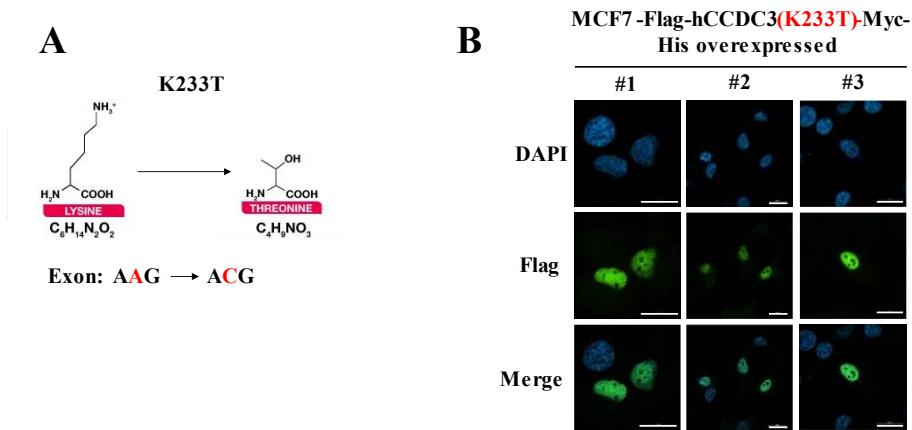 A
K233T
NH₃⁺
H₂N COOH
LYSINE
C₆H₁₄N₂O₂
OH
H₂N COOH
THREONINE
C₄H₉NO₃
Exon: AAG → ACG
B
MCF7 -Flag-hCCDC3(K233T)-Myc-
His overexpressed
#1 #2 #3
DAPI
Flag
Merge